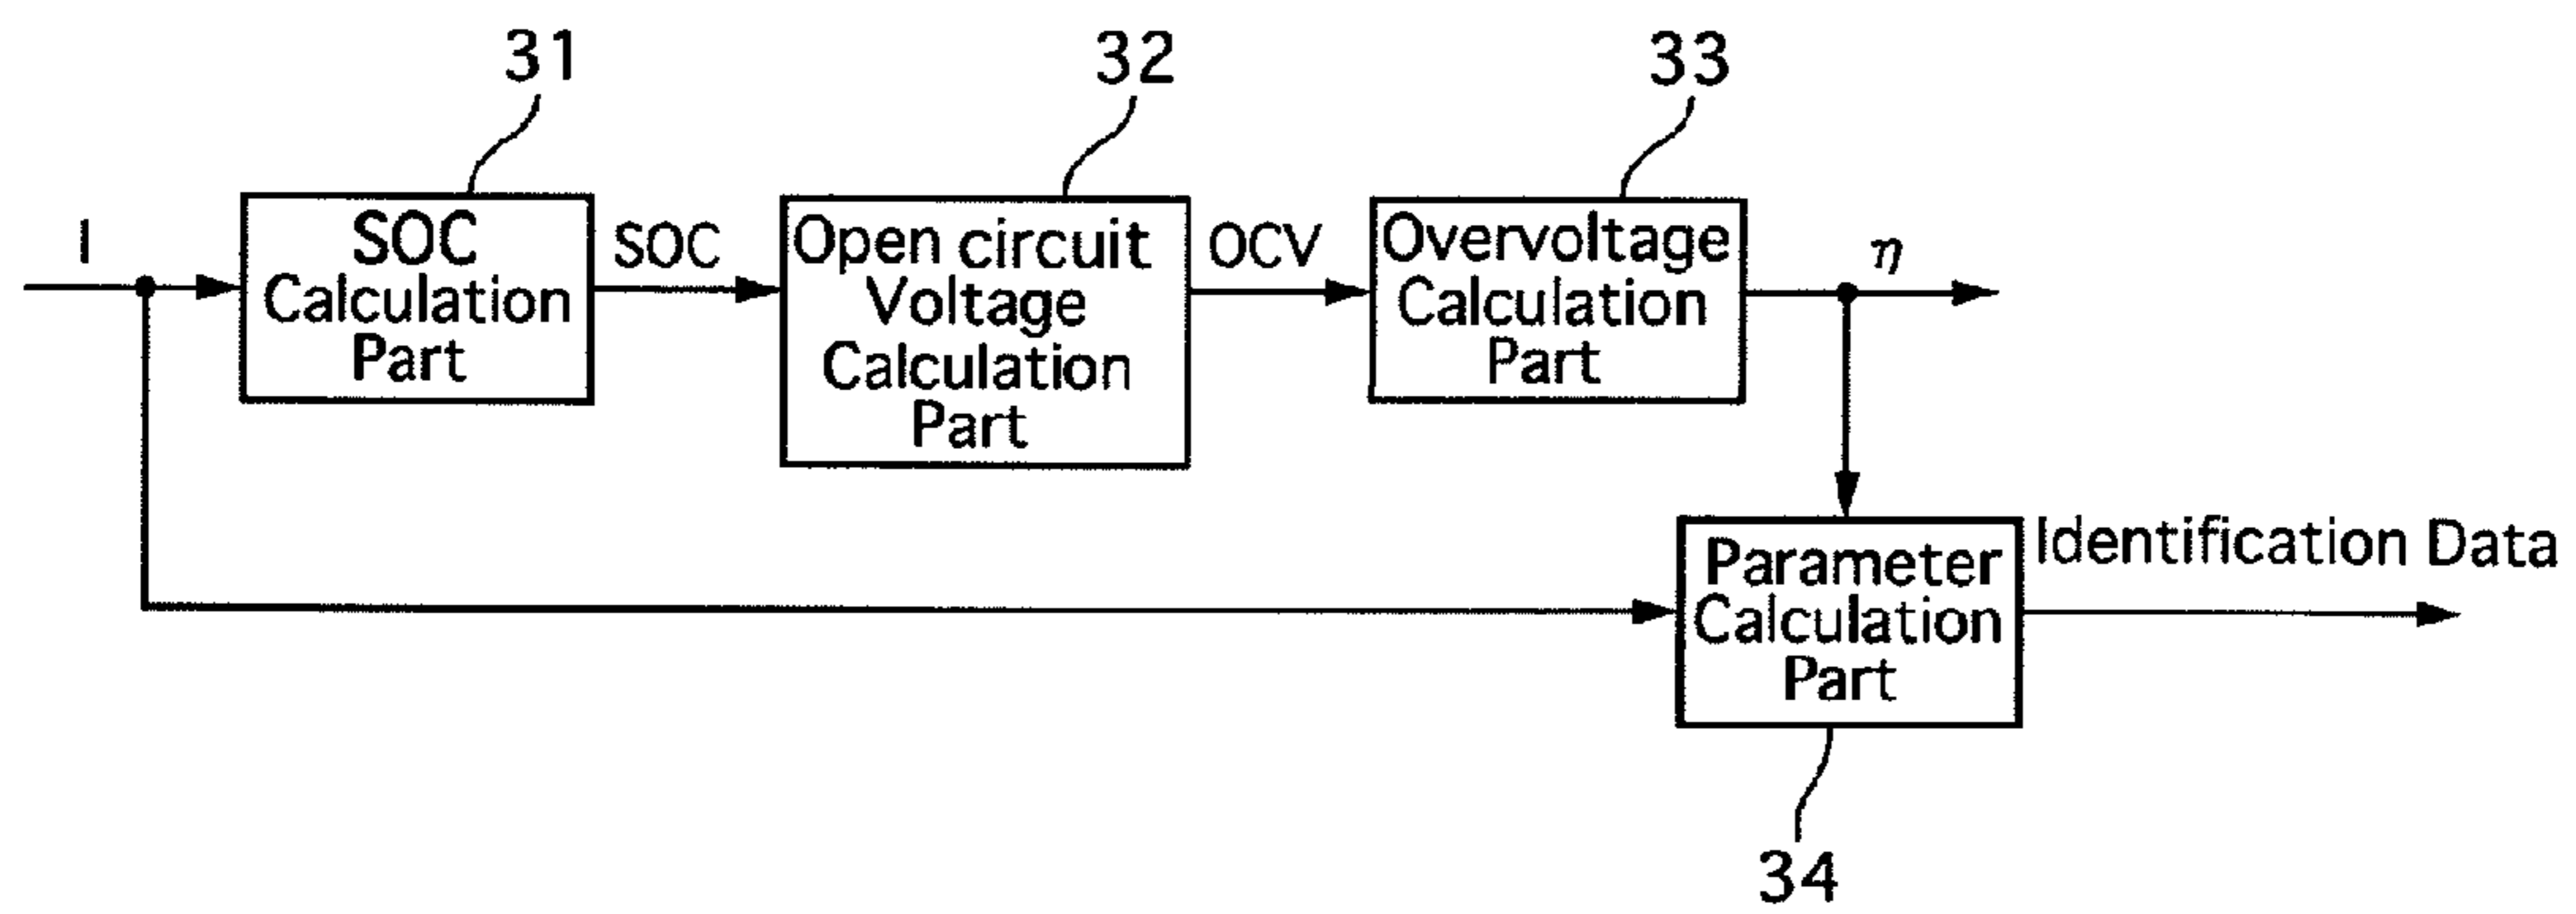 31
32
33
I
SOC
Calculation
Part
SOC
Open circuit
Voltage
Calculation
Part
OCV
Overvoltage
Calculation
Part
η
Parameter
Calculation
Part
Identification Data
34